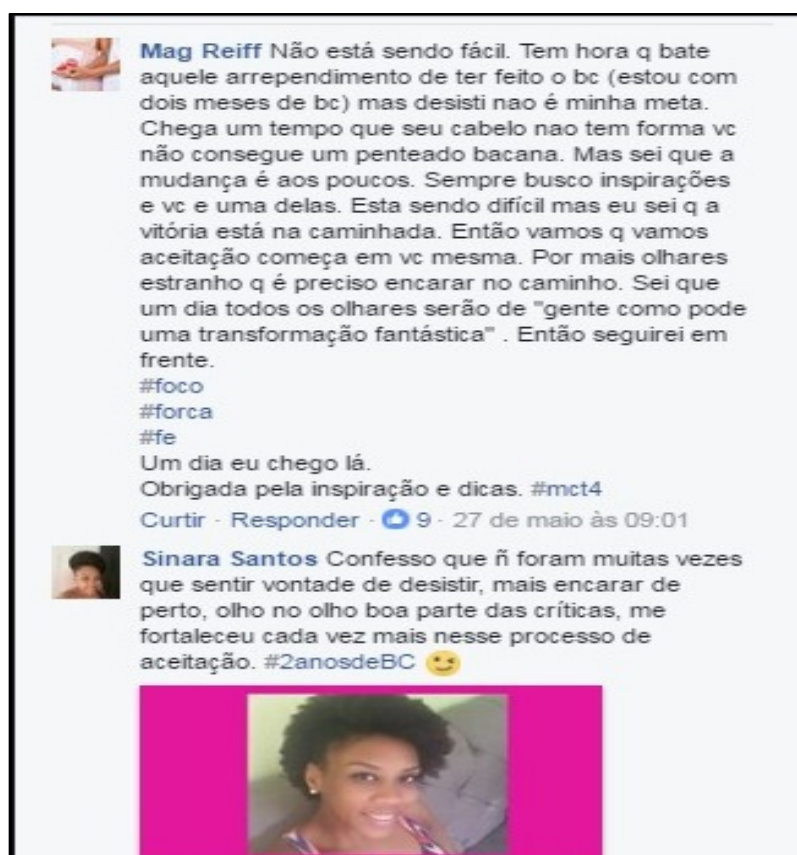 Mag Reiff Não está sendo fácil. Tem hora q bate
aquele arrependimento de ter feito o bc (estou com
dois meses de bc) mas desisti nao é minha meta.
Chega um tempo que seu cabelo nao tem forma vc
não consegue um penteado bacana. Mas sei que a
mudança é aos poucos. Sempre busco inspirações
e vc e uma delas. Esta sendo difícil mas eu sei q a
vitória está na caminhada. Então vamos q vamos
aceitação começa em vc mesma. Por mais olhares
estranho q é preciso encarar no caminho. Sei que
um dia todos os olhares serão de "gente como pode
uma transformação fantástica" . Então seguirei em
frente.
#foco
#forca
#fe
Um dia eu chego lá.
Obrigada pela inspiração e dicas. #mct4
Curtir · Responder · 9 · 27 de maio às 09:01
Sinara Santos Confesso que ñ foram muitas vezes
que sentir vontade de desistir, mais encarar de
perto, olho no olho boa parte das críticas, me
fortaleceu cada vez mais nesse processo de
aceitação. #2anosdeBC